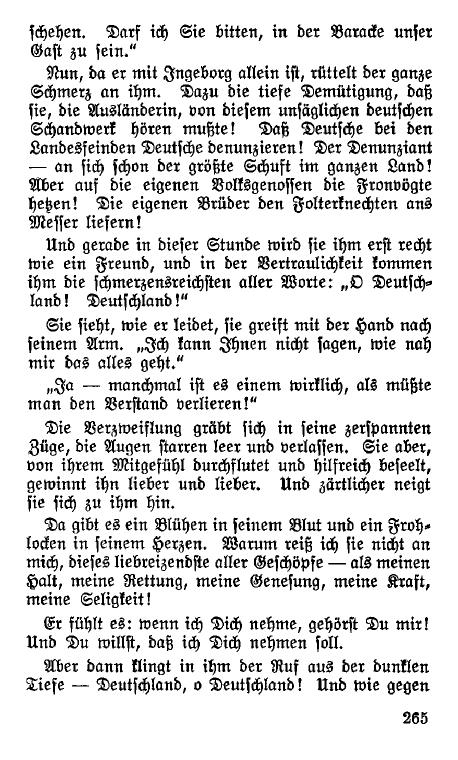 schehen. Darf ich Sie bitten, in der Baracke unser
Gast zu sein.“
Nun, da er mit Ingeborg allein ist, rüttelt der ganze
Schmerz an ihm. Dazu die tiefe Demütigung, daß
sie, die Ausländerin, von diesem unsäglichen deutschen
Schandwerk hören mußte! Daß Deutsche bei den
Landesfeinden Deutsche denunzieren! Der Denunziant
— an sich schon der größte Schuft im ganzen Land!
Aber auf die eigenen Volksgenossen die Fronvögte
hetzen! Die eigenen Brüder den Folterknechten ans
Messer liefern!
Und gerade in dieser Stunde wird sie ihm erst recht
wie ein Freund, und in der Vertraulichkeit kommen
ihm die schmerzensreichsten aller Worte: „O Deutsch-
land! Deutschland!“
Sie sieht, wie er leidet, sie greift mit der Hand nach
seinem Arm. „Ich kann Ihnen nicht sagen, wie nah
mir das alles geht.“
„Ja — manchmal ist es einem wirklich, als müßte
man den Verstand verlieren!“
Die Verzweiflung gräbt sich in seine zerspannten
Züge, die Augen starren leer und verlassen. Sie aber,
von ihrem Mitgefühl durchflutet und hilfreich beseelt,
gewinnt ihn lieber und lieber. Und zärtlicher neigt
sie sich zu ihm hin.
Da gibt es ein Blühen in seinem Blut und ein Froh-
locken in seinem Herzen. Warum reiß ich sie nicht an
mich, dieses liebreizendste aller Geschöpfe — als meinen
Halt, meine Rettung, meine Genesung, meine Kraft,
meine Seligkeit!
Er fühlt es: wenn ich Dich nehme, gehörst Du mir!
Und Du willst, daß ich Dich nehmen soll.
Aber dann klingt in ihm der Ruf aus der dunklen
Tiefe — Deutschland, o Deutschland! Und wie gegen
265